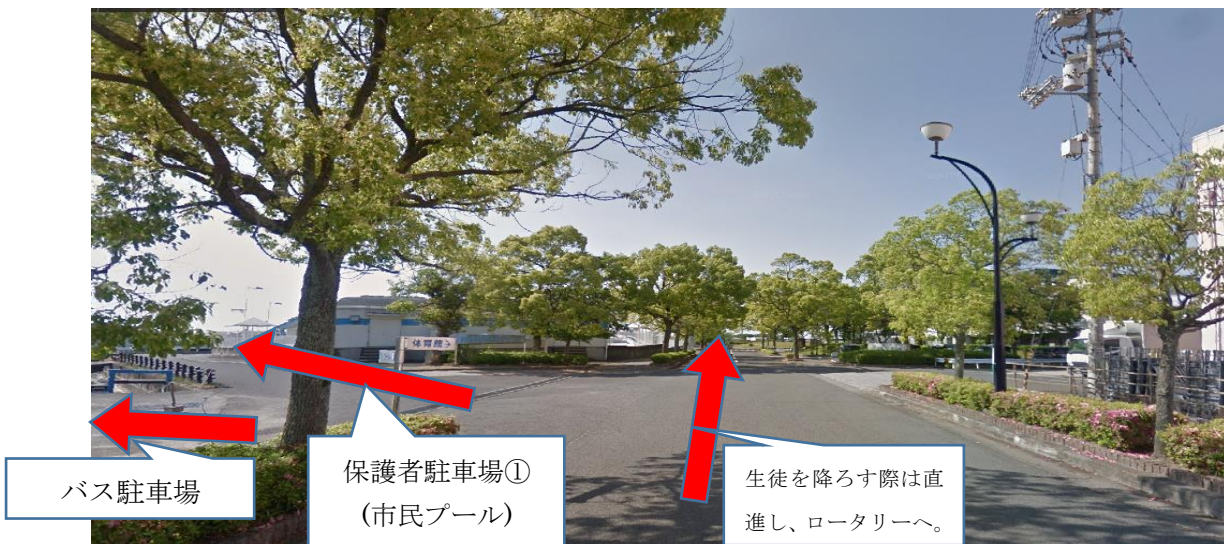 体育館→
バス駐車場
保護者駐車場①
(市民プール)
生徒を降ろす際は直
進し、ロータリーへ。